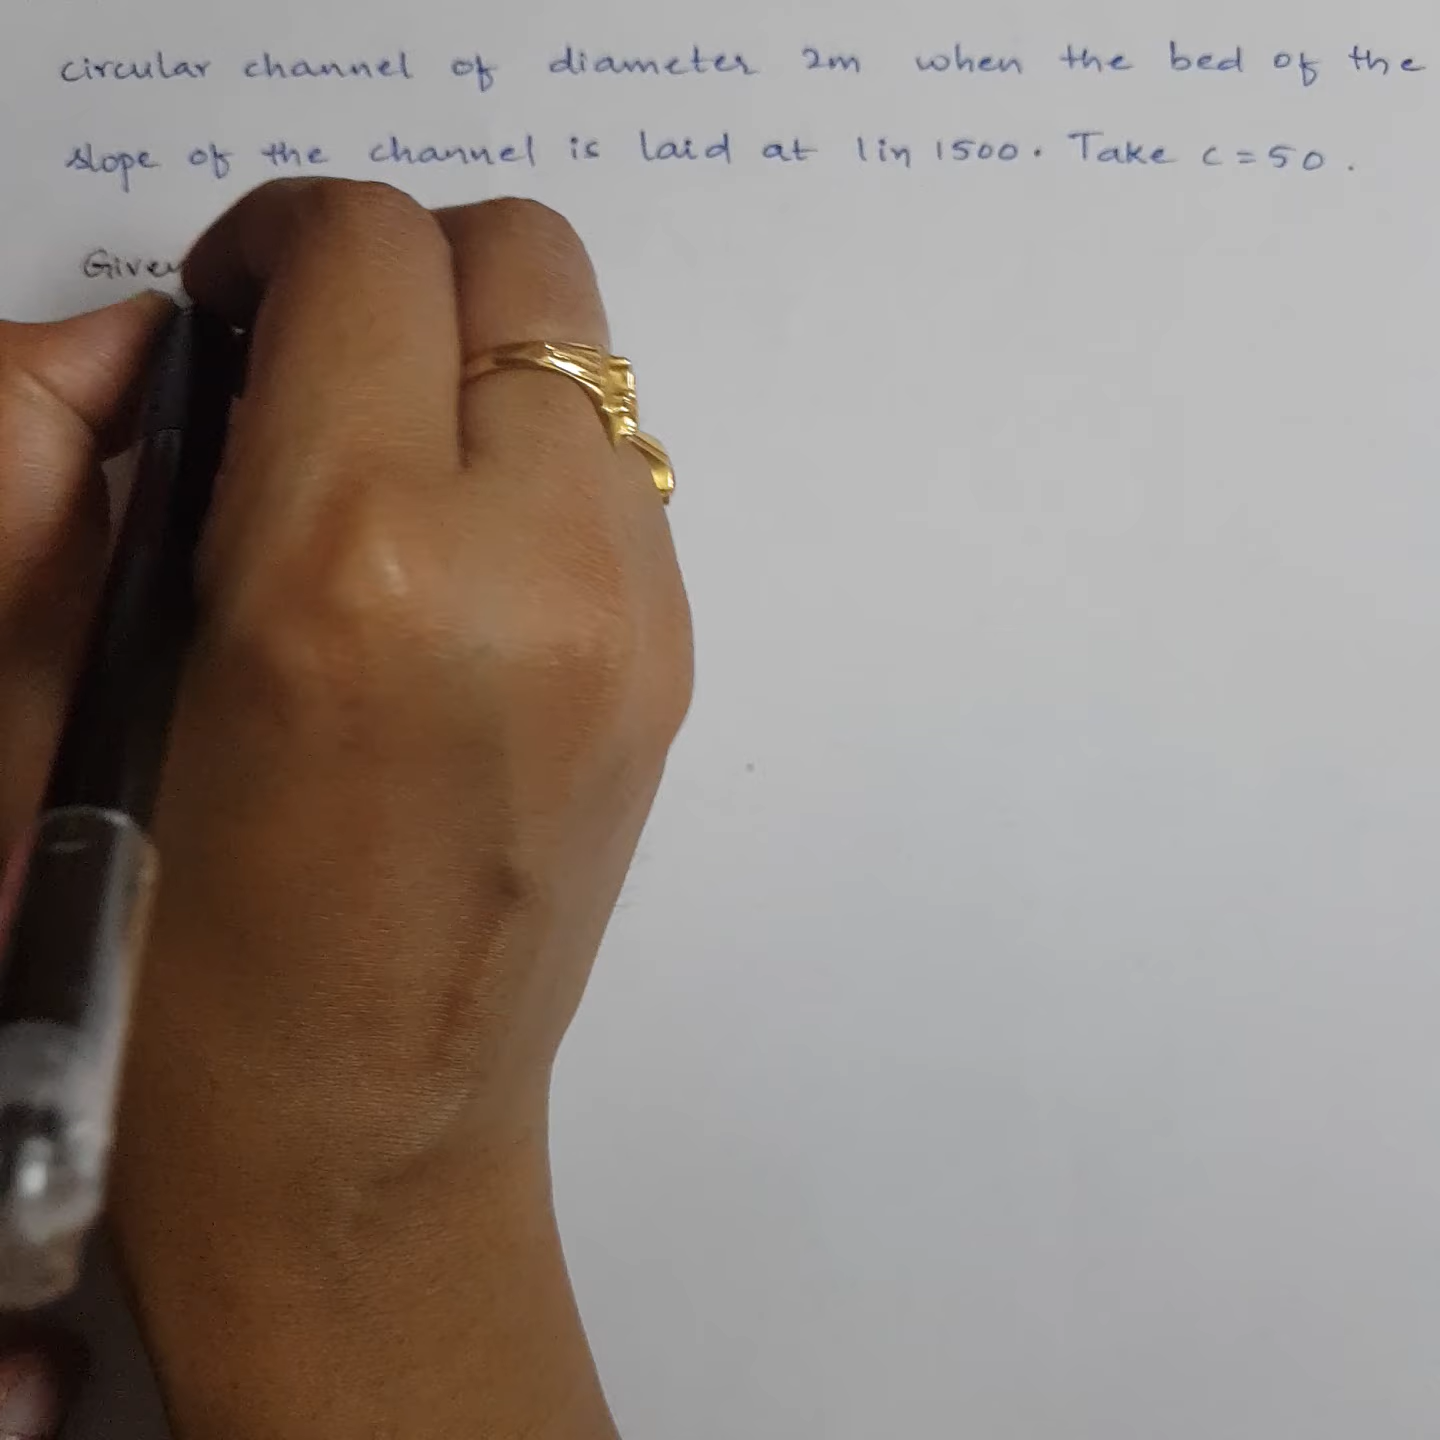 circular channel of diameter 2m when the bed of the
slope of the channel is laid at 1 in 1500. Take C = 50.
Given